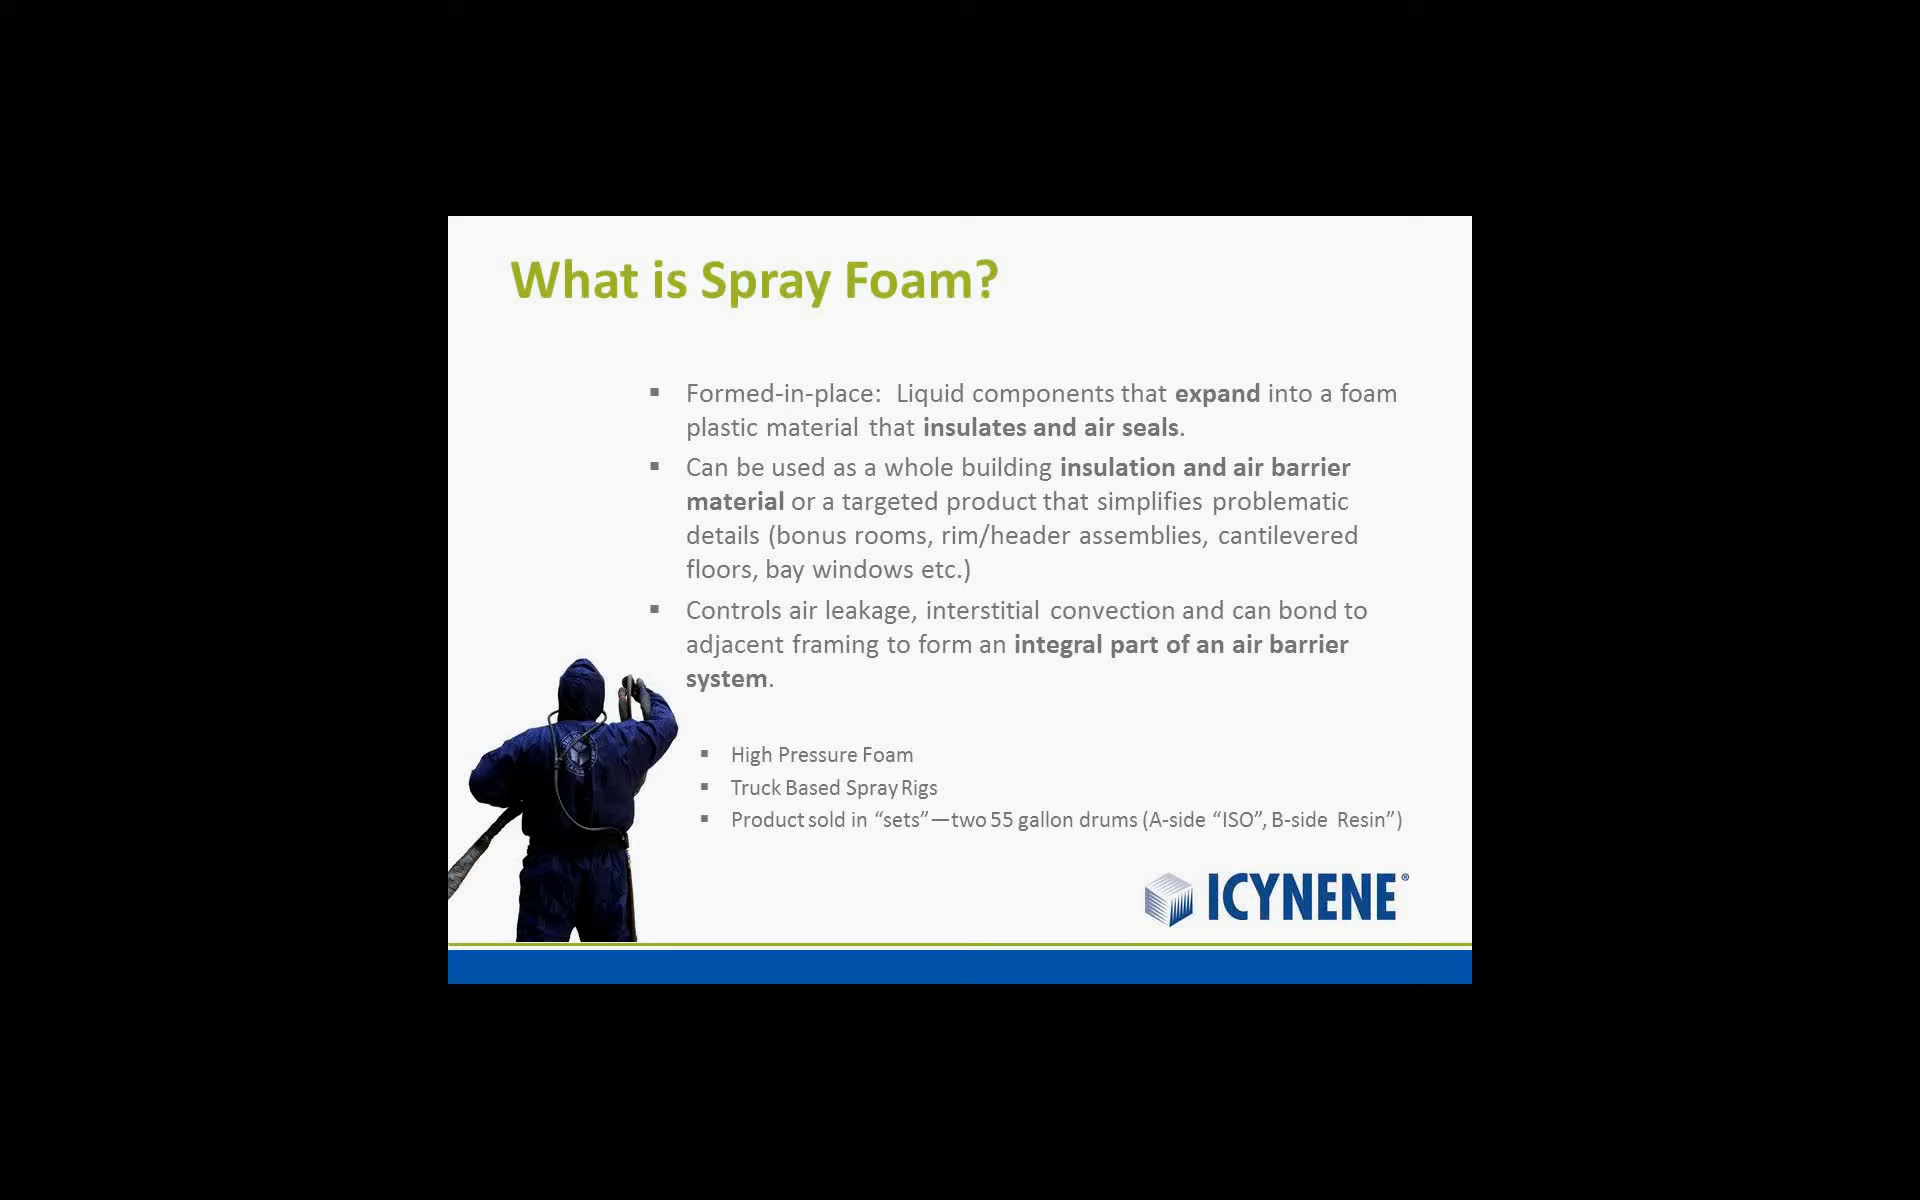 What is Spray Foam?
Formed-in-place: Liquid components that expand into a foam
plastic material that insulates and air seals.
Can be used as a whole building insulation and air barrier
material or a targeted product that simplifies problematic
details (bonus rooms, rim/header assemblies, cantilevered
floors, bay windows etc.)
Controls air leakage, interstitial convection and can bond to
adjacent framing to form an integral part of an air barrier
system.
High Pressure Foam
Truck Based Spray Rigs
Product sold in “sets”—two 55 gallon drums (A-side “ISO”, B-side Resin”)
ICYNENE®